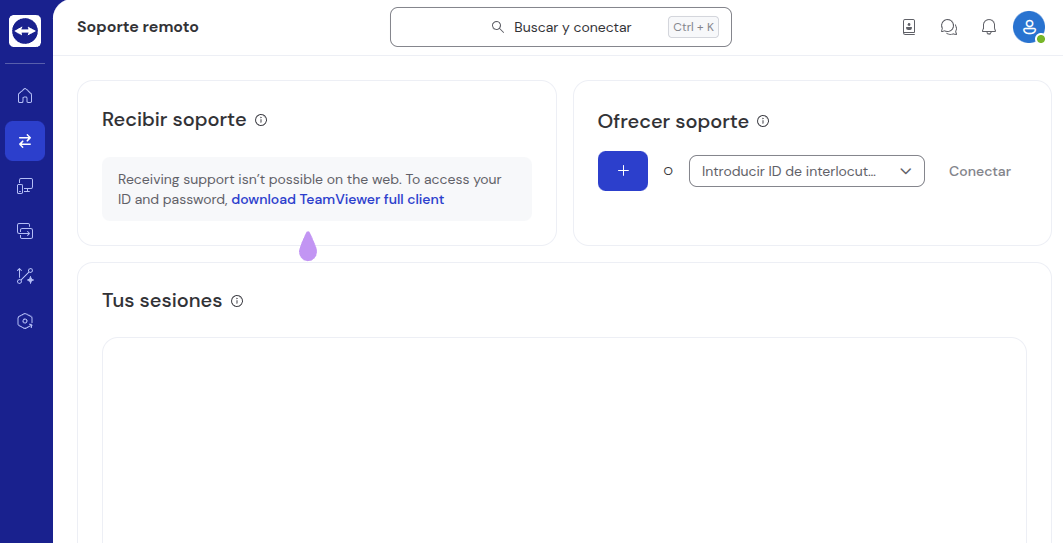 Soporte remoto
Buscar y conectar
Ctrl + K
Recibir soporte
Receiving support isn’t possible on the web. To access your
ID and password, download TeamViewer full client
Ofrecer soporte
O
Introducir ID de interlocut...
Conectar
Tus sesiones